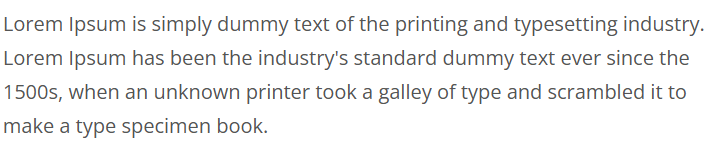 Lorem Ipsum is simply dummy text of the printing and typesetting industry.
Lorem Ipsum has been the industry's standard dummy text ever since the
1500s, when an unknown printer took a galley of type and scrambled it to
make a type specimen book.